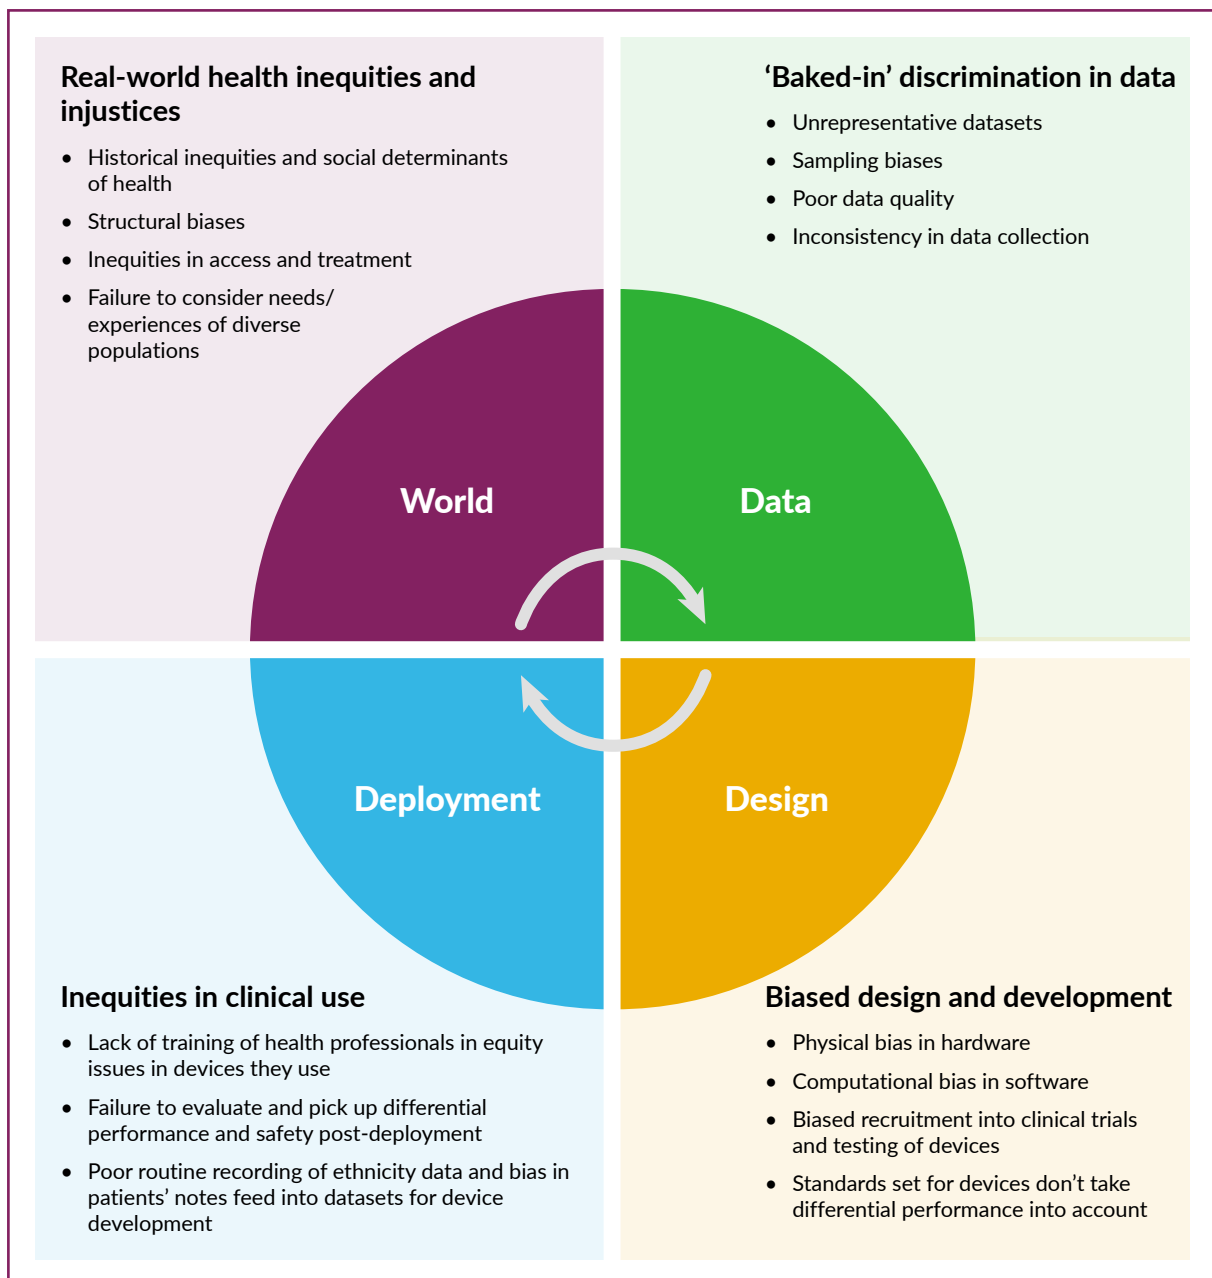 Real-world health inequities and
injustices
• Historical inequities and social determinants
of health
• Structural biases
• Inequities in access and treatment
• Failure to consider needs/
experiences of diverse
populations
‘Baked-in’ discrimination in data
• Unrepresentative datasets
• Sampling biases
• Poor data quality
• Inconsistency in data collection
World
Data
Deployment
Design
Inequities in clinical use
• Lack of training of health professionals in equity
issues in devices they use
• Failure to evaluate and pick up differential
performance and safety post-deployment
• Poor routine recording of ethnicity data and bias in
patients’ notes feed into datasets for device
development
Biased design and development
• Physical bias in hardware
• Computational bias in software
• Biased recruitment into clinical trials
and testing of devices
• Standards set for devices don’t take
differential performance into account